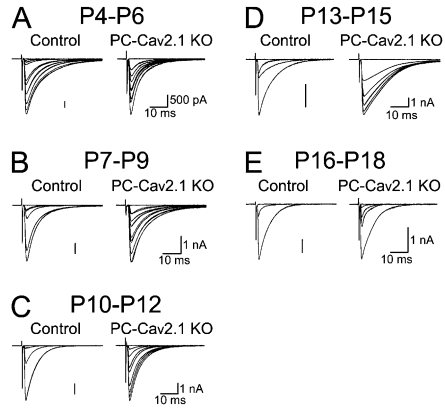 A P4–P6
Control PC-Cav2.1 KO
500 pA
10 ms
B P7–P9
Control PC-Cav2.1 KO
1 nA
10 ms
C P10–P12
Control PC-Cav2.1 KO
1 nA
10 ms
D P13–P15
Control PC-Cav2.1 KO
1 nA
10 ms
E P16–P18
Control PC-Cav2.1 KO
1 nA
10 ms